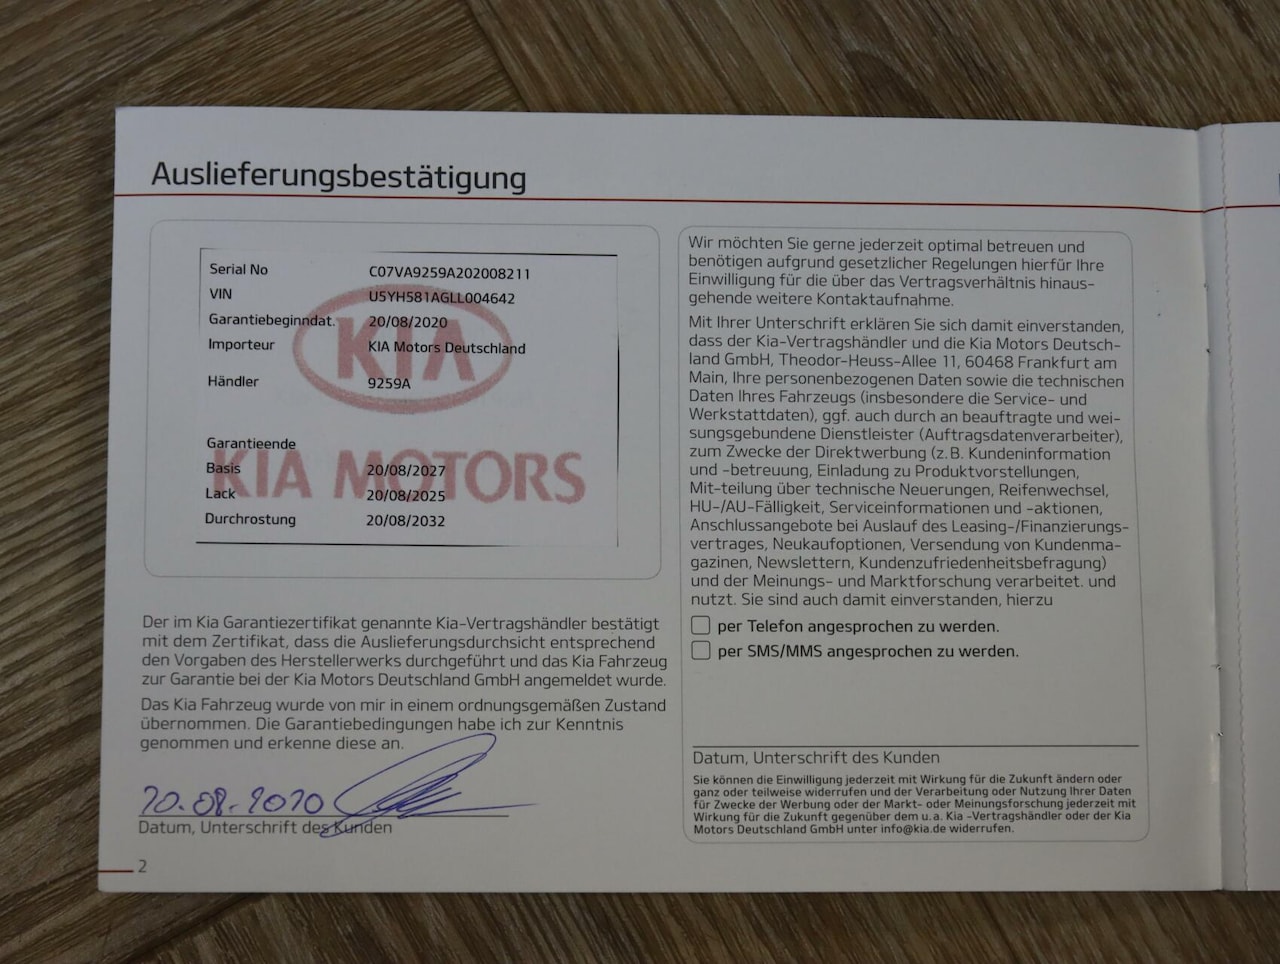 Auslieferungsbestätigung
Serial No C07VA9259A202008211
VIN U5YH581AGLL004642
Garantiebeginndat. 20/08/2020
Importeur KIA Motors Deutschland
Händler 9259A
Garantieende
Basis 20/08/2027
Lack 20/08/2025
Durchrostung 20/08/2032
KIA
KIA MOTORS
Der im Kia Garantiezertifikat genannte Kia-Vertragshändler bestätigt
mit dem Zertifikat, dass die Auslieferungsdurchsicht entsprechend
den Vorgaben des Herstellerwerks durchgeführt und das Kia Fahrzeug
zur Garantie bei der Kia Motors Deutschland GmbH angemeldet wurde.
Das Kia Fahrzeug wurde von mir in einem ordnungsgemäßen Zustand
übernommen. Die Garantiebedingungen habe ich zur Kenntnis
genommen und erkenne diese an.
20.08.2020
Datum, Unterschrift des Kunden
2
Wir möchten Sie gerne jederzeit optimal betreuen und
benötigen aufgrund gesetzlicher Regelungen hierfür Ihre
Einwilligung für die über das Vertragsverhältnis hinaus-
gehende weitere Kontaktaufnahme.
Mit Ihrer Unterschrift erklären Sie sich damit einverstanden,
dass der Kia-Vertragshändler und die Kia Motors Deutsch-
land GmbH, Theodor-Heuss-Allee 11, 60468 Frankfurt am
Main, Ihre personenbezogenen Daten sowie die technischen
Daten Ihres Fahrzeugs (insbesondere die Service- und
Werkstattdaten), ggf. auch durch an beauftragte und wei-
sungsgebundene Dienstleister (Auftragsdatenverarbeiter),
zum Zwecke der Direktwerbung (z.B. Kundeninformation
und -betreuung, Einladung zu Produktvorstellungen,
Mit-teilung über technische Neuerungen, Reifenwechsel,
HU-/AU-Fälligkeit, Serviceinformationen und -aktionen,
Anschlussangebote bei Auslauf des Leasing-/Finanzierungs-
vertrages, Neukaufoptionen, Versendung von Kundenma-
gazinen, Newslettern, Kundenzufriedenheitsbefragung)
und der Meinungs- und Marktforschung verarbeitet. und
nutzt. Sie sind auch damit einverstanden, hierzu
per Telefon angesprochen zu werden.
per SMS/MMS angesprochen zu werden.
Datum, Unterschrift des Kunden
Sie können die Einwilligung jederzeit mit Wirkung für die Zukunft ändern oder
ganz oder teilweise widerrufen und der Verarbeitung oder Nutzung Ihrer Daten
für Zwecke der Werbung oder der Markt- oder Meinungsforschung jederzeit mit
Wirkung für die Zukunft gegenüber dem u. a. Kia -Vertragshändler oder der Kia
Motors Deutschland GmbH unter info@kia.de widerrufen.